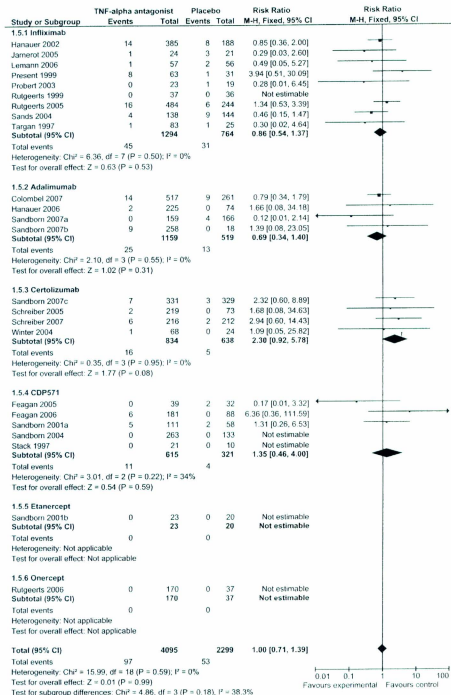 TNF-alpha antagonist Placebo Risk Ratio Risk Ratio
Study or Subgroup Events Total Events Total M-H, Fixed, 95% CI M-H, Fixed, 95% CI
1.5.1 Infliximab
Hanauer 2002 14 385 8 188 0.85 [0.36, 2.00]
Jarnerot 2005 1 24 3 21 0.29 [0.03, 2.60]
Lemann 2006 1 57 2 56 0.49 [0.05, 5.27]
Present 1999 8 63 1 31 3.94 [0.51, 30.09]
Probert 2003 0 23 1 19 0.28 [0.01, 6.45]
Rutgeerts 1999 0 37 0 36 Not estimable
Rutgeerts 2005 16 484 6 244 1.34 [0.53, 3.39]
Sands 2004 4 138 9 144 0.46 [0.15, 1.47]
Targan 1997 1 83 1 25 0.30 [0.02, 4.64]
Subtotal (95% CI) 1294 764 0.86 [0.54, 1.37]
Total events 45 31
Heterogeneity: Chi² = 6.36, df = 7 (P = 0.50); I² = 0%
Test for overall effect: Z = 0.63 (P = 0.53)
1.5.2 Adalimumab
Colombel 2007 14 517 9 261 0.79 [0.34, 1.79]
Hanauer 2006 2 225 0 74 1.66 [0.08, 34.18]
Sandborn 2007a 0 159 4 166 0.12 [0.01, 2.14]
Sandborn 2007b 9 258 0 18 1.39 [0.08, 23.05]
Subtotal (95% CI) 1159 519 0.69 [0.34, 1.40]
Total events 25 13
Heterogeneity: Chi² = 2.10, df = 3 (P = 0.55); I² = 0%
Test for overall effect: Z = 1.02 (P = 0.31)
1.5.3 Certolizumab
Sandborn 2007c 7 331 3 329 2.32 [0.60, 8.89]
Schreiber 2005 2 219 0 73 1.68 [0.08, 34.63]
Schreiber 2007 6 216 2 212 2.94 [0.60, 14.43]
Winter 2004 1 68 0 24 1.09 [0.05, 25.82]
Subtotal (95% CI) 834 638 2.30 [0.92, 5.78]
Total events 16 5
Heterogeneity: Chi² = 0.35, df = 3 (P = 0.95); I² = 0%
Test for overall effect: Z = 1.77 (P = 0.08)
1.5.4 CDP571
Feagan 2005 0 39 2 32 0.17 [0.01, 3.32]
Feagan 2006 6 181 0 88 6.36 [0.36, 111.59]
Sandborn 2001a 5 111 2 58 1.31 [0.26, 6.53]
Sandborn 2004 0 263 0 133 Not estimable
Stack 1997 0 21 0 10 Not estimable
Subtotal (95% CI) 615 321 1.35 [0.46, 4.00]
Total events 11 4
Heterogeneity: Chi² = 3.01, df = 2 (P = 0.22); I² = 34%
Test for overall effect: Z = 0.54 (P = 0.59)
1.5.5 Etanercept
Sandborn 2001b 0 23 0 20 Not estimable
Subtotal (95% CI) 23 20 Not estimable
Total events 0 0
Heterogeneity: Not applicable
Test for overall effect: Not applicable
1.5.6 Onercept
Rutgeerts 2006 0 170 0 37 Not estimable
Subtotal (95% CI) 170 37 Not estimable
Total events 0 0
Heterogeneity: Not applicable
Test for overall effect: Not applicable
Total (95% CI) 4095 2299 1.00 [0.71, 1.39]
Total events 97 53
Heterogeneity: Chi² = 15.99, df = 18 (P = 0.59); I² = 0%
Test for overall effect: Z = 0.01 (P = 0.99)
Test for subgroup differences: Chi² = 4.86, df = 3 (P = 0.18), I² = 38.3%
0.01 0.1 1 10 100
Favours experimental Favours control